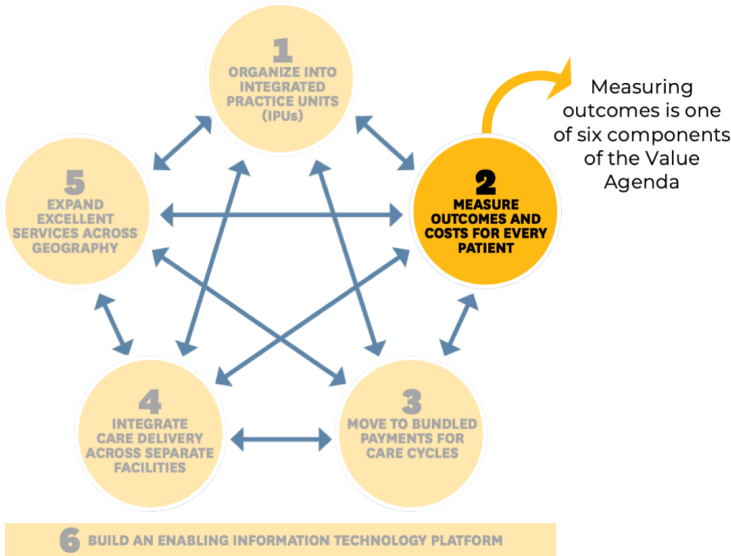 1
ORGANIZE INTO
INTEGRATED
PRACTICE UNITS
(IPUs)
Measuring
outcomes is one
of six components
of the Value
Agenda
2
MEASURE
OUTCOMES AND
COSTS FOR EVERY
PATIENT
3
MOVE TO BUNDLED
PAYMENTS FOR
CARE CYCLES
4
INTEGRATE
CARE DELIVERY
ACROSS SEPARATE
FACILITIES
5
EXPAND
EXCELLENT
SERVICES ACROSS
GEOGRAPHY
6 BUILD AN ENABLING INFORMATION TECHNOLOGY PLATFORM